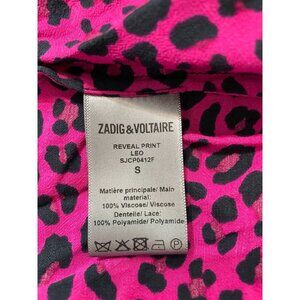 ZADIG&VOLTAIRE
REVEAL PRINT
LEO
SJCP0412F
S
Matière principale/ Main
material:
100% Viscose/ Viscose
Dentelle/ Lace:
100% Polyamide/ Polyamide
P